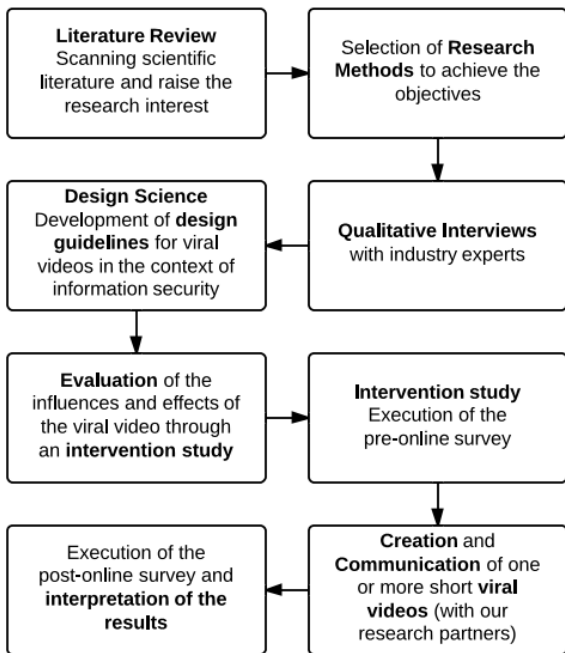 Literature Review
Scanning scientific
literature and raise the
research interest
Selection of Research
Methods to achieve the
objectives
Qualitative Interviews
with industry experts
Design Science
Development of design
guidelines for viral
videos in the context of
information security
Evaluation of the
influences and effects of
the viral video through
an intervention study
Intervention study
Execution of the
pre-online survey
Creation and
Communication of one
or more short viral
videos (with our
research partners)
Execution of the
post-online survey and
interpretation of the
results